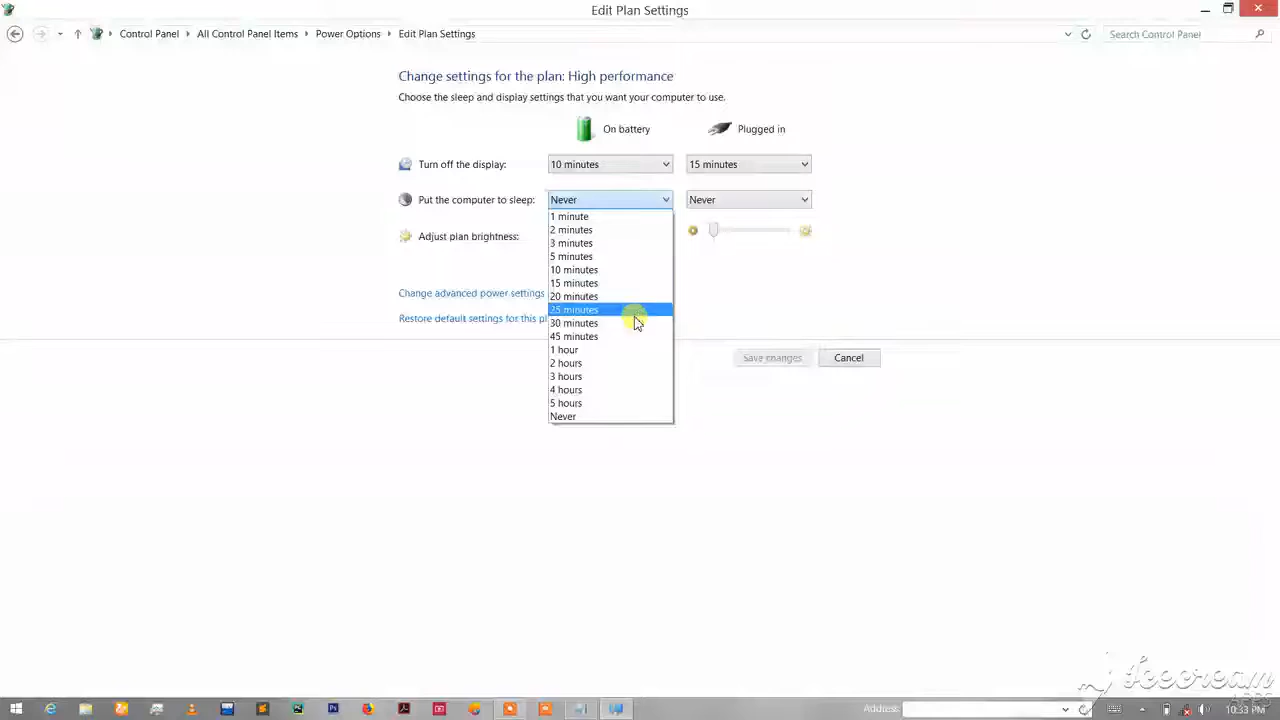 Edit Plan Settings
Control Panel All Control Panel Items Power Options Edit Plan Settings
Search Control Panel
Change settings for the plan: High performance
Choose the sleep and display settings that you want your computer to use.
On battery Plugged in
Turn off the display: 10 minutes 15 minutes
Put the computer to sleep: Never Never
1 minute
2 minutes
Adjust plan brightness:
3 minutes
5 minutes
10 minutes
15 minutes
Change advanced power settings
20 minutes
25 minutes
Restore default settings for this pl
30 minutes
45 minutes
1 hour
Save changes Cancel
2 hours
3 hours
4 hours
5 hours
Never
Icecream
APPS
Address: 10:33 PM